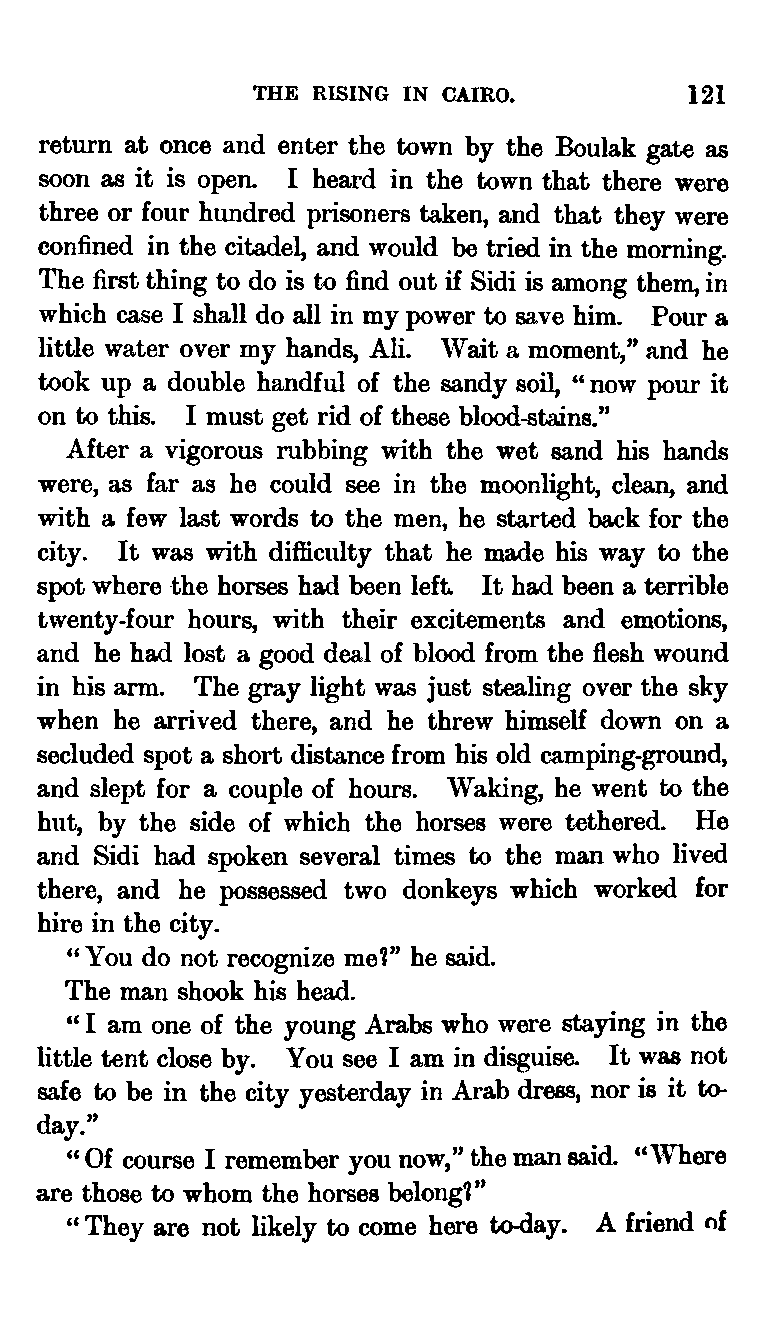 THE RISING IN CAIRO. 121
return at once and enter the town by the Boulak gate as
soon as it is open. I heard in the town that there were
three or four hundred prisoners taken, and that they were
confined in the citadel, and would be tried in the morning.
The first thing to do is to find out if Sidi is among them, in
which case I shall do all in my power to save him. Pour a
little water over my hands, Ali. Wait a moment,” and he
took up a double handful of the sandy soil, “now pour it
on to this. I must get rid of these blood-stains.”
After a vigorous rubbing with the wet sand his hands
were, as far as he could see in the moonlight, clean, and
with a few last words to the men, he started back for the
city. It was with difficulty that he made his way to the
spot where the horses had been left. It had been a terrible
twenty-four hours, with their excitements and emotions,
and he had lost a good deal of blood from the flesh wound
in his arm. The gray light was just stealing over the sky
when he arrived there, and he threw himself down on a
secluded spot a short distance from his old camping-ground,
and slept for a couple of hours. Waking, he went to the
hut, by the side of which the horses were tethered. He
and Sidi had spoken several times to the man who lived
there, and he possessed two donkeys which worked for
hire in the city.
“You do not recognize me?” he said.
The man shook his head.
“I am one of the young Arabs who were staying in the
little tent close by. You see I am in disguise. It was not
safe to be in the city yesterday in Arab dress, nor is it to-
day.”
“Of course I remember you now,” the man said. “Where
are those to whom the horses belong?”
“They are not likely to come here to-day. A friend of